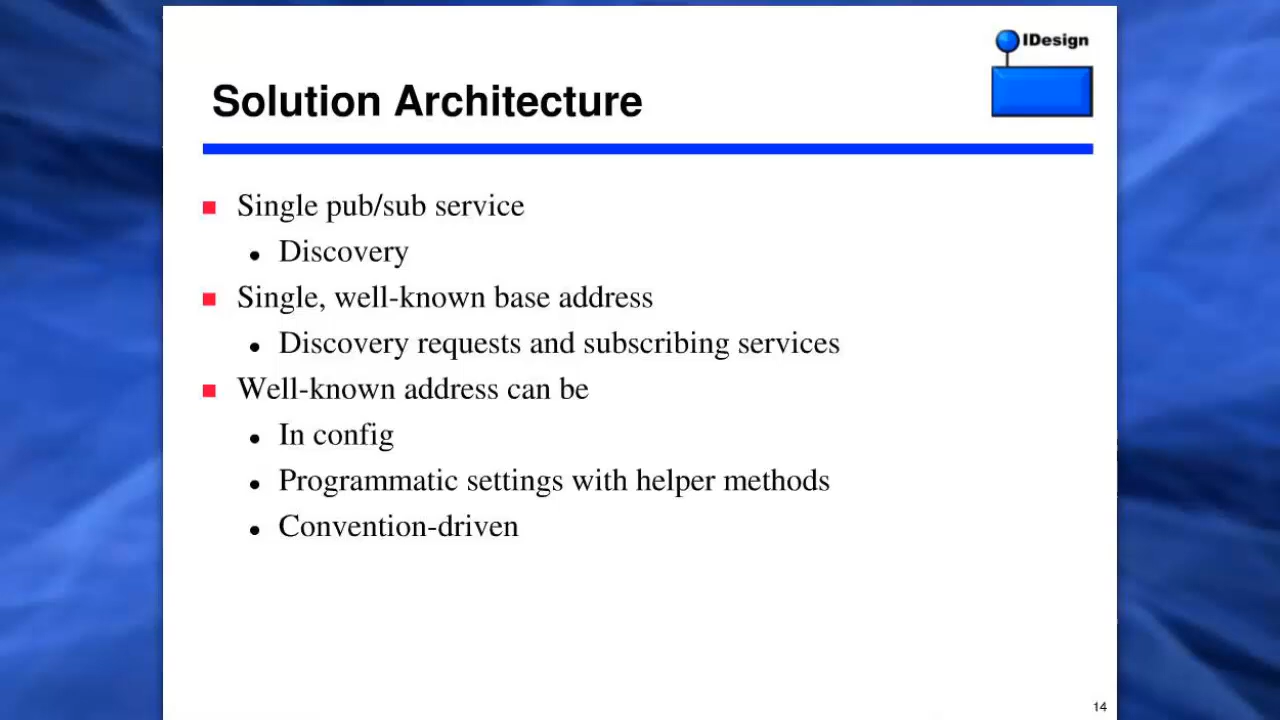 IDesign
Solution Architecture
Single pub/sub service
Discovery
Single, well-known base address
Discovery requests and subscribing services
Well-known address can be
In config
Programmatic settings with helper methods
Convention-driven
14